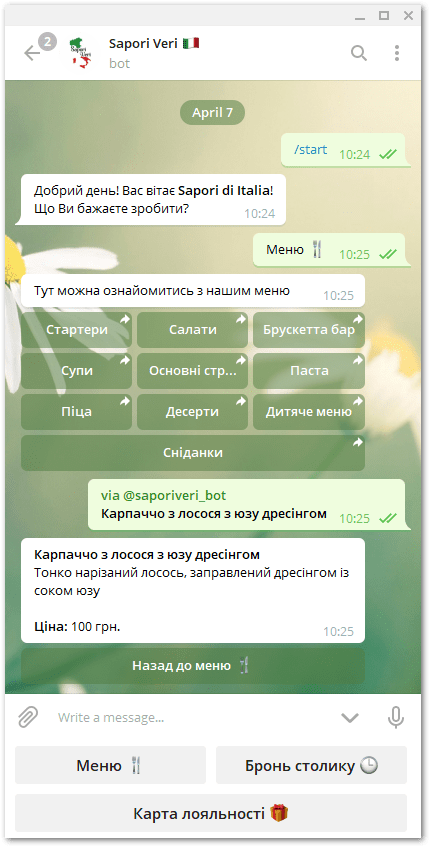 2
Sapori Veri 🇮🇹
bot
Sapori
Veri
April 7
/start 10:24
Добрий день! Вас вітає Sapori di Italia!
Що Ви бажаєте зробити? 10:24
Меню 🍴 10:25
Тут можна ознайомитись з нашим меню 10:25
Стартери Салати Брускетта бар
Супи Основні стр... Паста
Піца Десерти Дитяче меню
Сніданки
via @saporiveri_bot
Карпаччо з лосося з юзу дресінгом 10:25
Карпаччо з лосося з юзу дресінгом
Тонко нарізаний лосось, заправлений дресінгом із
соком юзу
Ціна: 100 грн. 10:25
Назад до меню 🍴
Write a message...
Меню 🍴 Бронь столику 🕒
Карта лояльності 🎁